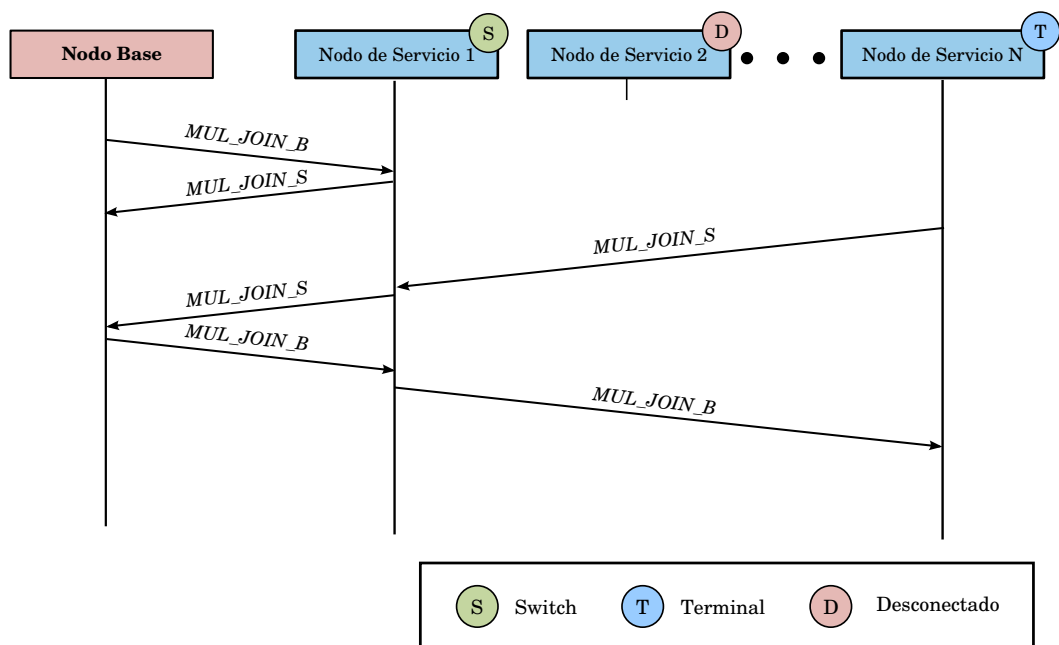 S
D
T
Nodo Base
Nodo de Servicio 1
Nodo de Servicio 2
Nodo de Servicio N
MUL_JOIN_B
MUL_JOIN_S
MUL_JOIN_S
MUL_JOIN_S
MUL_JOIN_B
MUL_JOIN_B
S Switch
T Terminal
D Desconectado